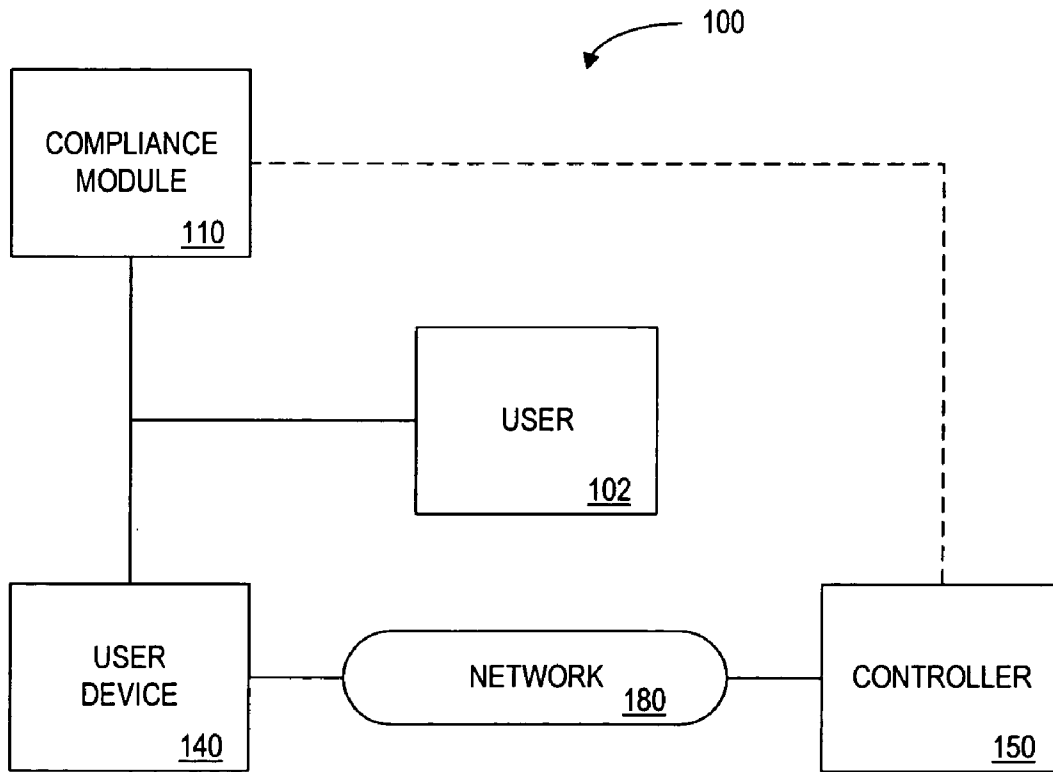 100
COMPLIANCE
MODULE
110
USER
102
USER
DEVICE
140
NETWORK
180
CONTROLLER
150